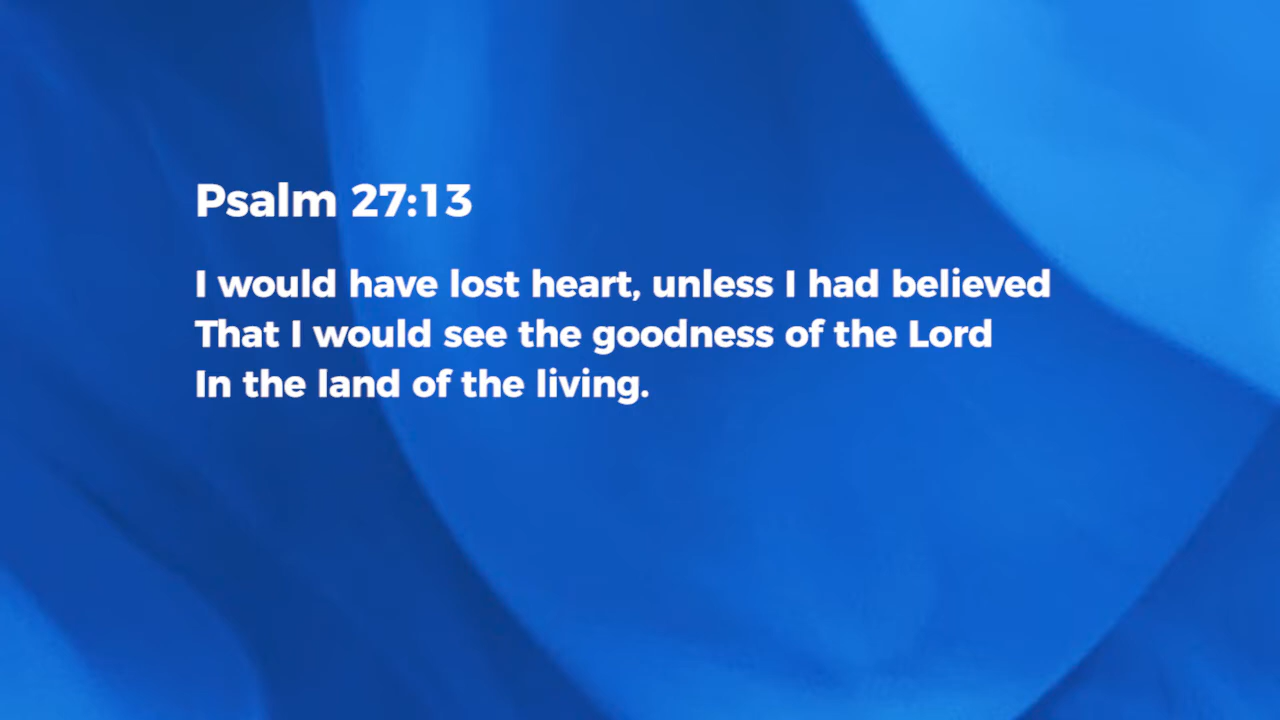 Psalm 27:13
I would have lost heart, unless I had believed
That I would see the goodness of the Lord
In the land of the living.